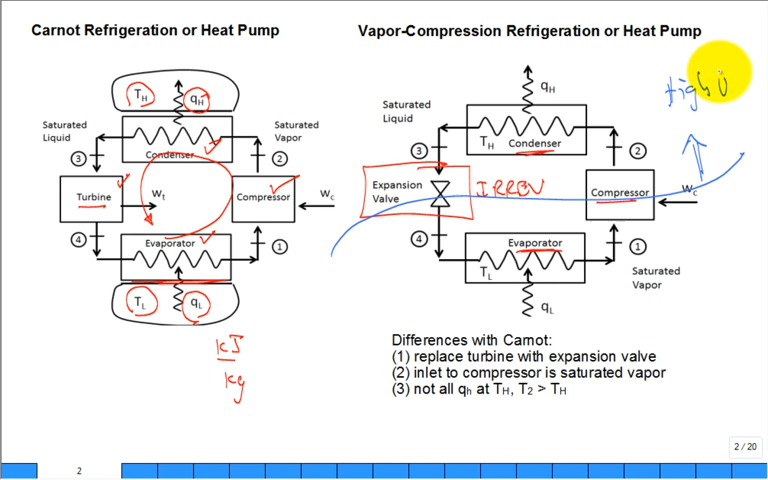 Carnot Refrigeration or Heat Pump
TH
qH
Saturated
Liquid
Saturated
Vapor
Condenser
3
2
Turbine
wt
Compressor
wc
4
Evaporator
1
TL
qL
kJ
kg
Vapor-Compression Refrigeration or Heat Pump
High
qH
Saturated
Liquid
TH
Condenser
3
2
Expansion
Valve
IRREV
Compressor
wc
4
Evaporator
1
TL
Saturated
Vapor
qL
Differences with Carnot:
(1) replace turbine with expansion valve
(2) inlet to compressor is saturated vapor
(3) not all qh at TH, T2 > TH
2 / 20
2